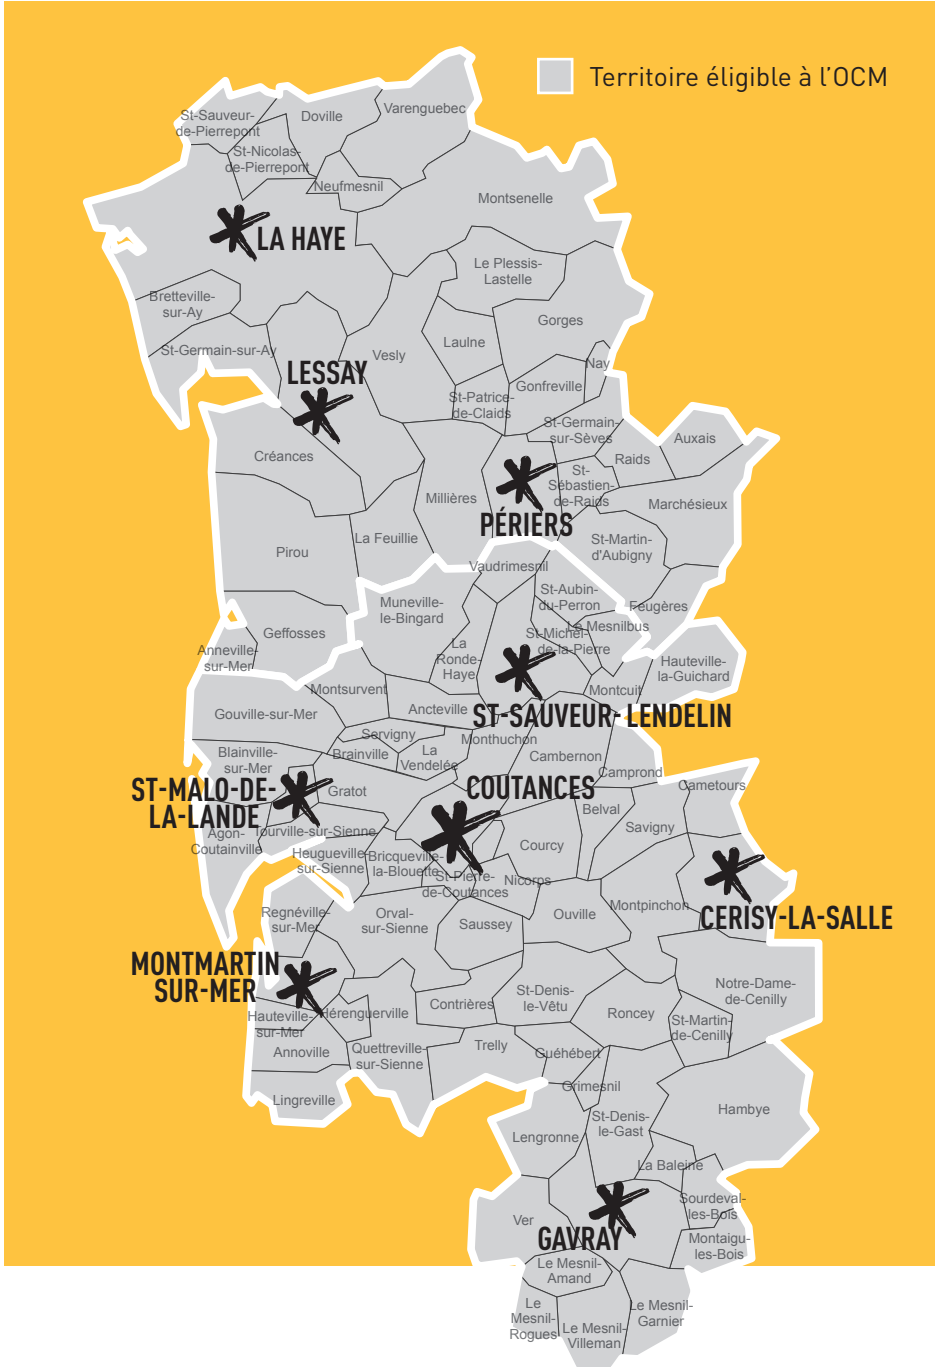 Territoire éligible à l'OCM
St-Sauveur-
de-Pierrepont
Doville
Varenguebec
St-Nicolas-
de-Pierrepont
Neufmesnil
Montsenelle
LA HAYE
Le Plessis-
Lastelle
Bretteville-
sur-Ay
Gorges
St-Germain-sur-Ay
Laulne
Vesly
Nay
LESSAY
Gonfreville
St-Patrice-
de-Claids
St-Germain-
sur-Sèves
Auxais
Créances
Raids
St-
Sébastien-
de-Raids
Millières
Marchésieux
PÉRIERS
La Feuillie
St-Martin-
d'Aubigny
Pirou
Vaudrimesnil
St-Aubin-
du-Perron
Muneville-
le-Bingard
Feugères
Le Mesnilbus
Geffosses
St-Michel-
de-la-Pierre
Anneville-
sur-Mer
La
Ronde-
Haye
Hauteville-
la-Guichard
Montsurvent
Montcuit
Gouville-sur-Mer
Ancteville
ST-SAUVEUR-LENDELIN
Servigny
Monthuchon
Blainville-
sur-Mer
Brainville
La
Vendelée
Cambernon
Camprond
Cametours
ST-MALO-DE-
LA-LANDE
Gratot
COUTANCES
Belval
Savigny
Agon-
Coutainville
Tourville-sur-Sienne
Courcy
Heugueville-
sur-Sienne
Bricqueville-
la-Blouette
St-Pierre-
de-Coutances
Nicorps
Montpinchon
CERISY-LA-SALLE
Regnéville-
sur-Mer
Orval-
sur-Sienne
Saussey
Ouville
MONTMARTIN
SUR-MER
Notre-Dame-
de-Cenilly
St-Denis-
le-Vêtu
Contrières
Roncey
Hérenguerville
Hauteville-
sur-Mer
St-Martin-
de-Cenilly
Annoville
Quettreville-
sur-Sienne
Trelly
Guéhébert
Grimesnil
Lingreville
Hambye
St-Denis-
le-Gast
Lengronne
La Baleine
Sourdeval-
les-Bois
Ver
GAVRAY
Montaigu-
les-Bois
Le Mesnil-
Amand
Le
Mesnil-
Rogues
Le Mesnil-
Garnier
Le Mesnil-
Villeman